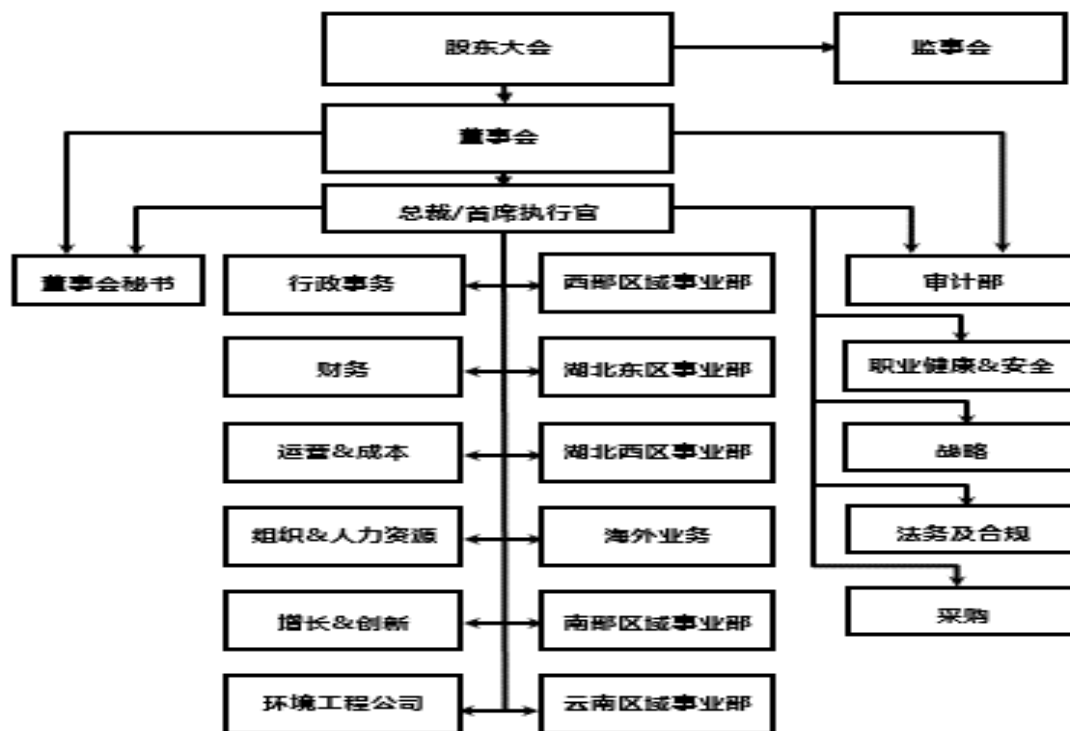 股东大会
监事会
董事会
总裁/首席执行官
董事会秘书
行政事务
西部区域事业部
审计部
财务
湖北东区事业部
职业健康&安全
运营&成本
湖北西区事业部
战略
组织&人力资源
海外业务
法务及合规
增长&创新
南部区域事业部
采购
环境工程公司
云南区域事业部